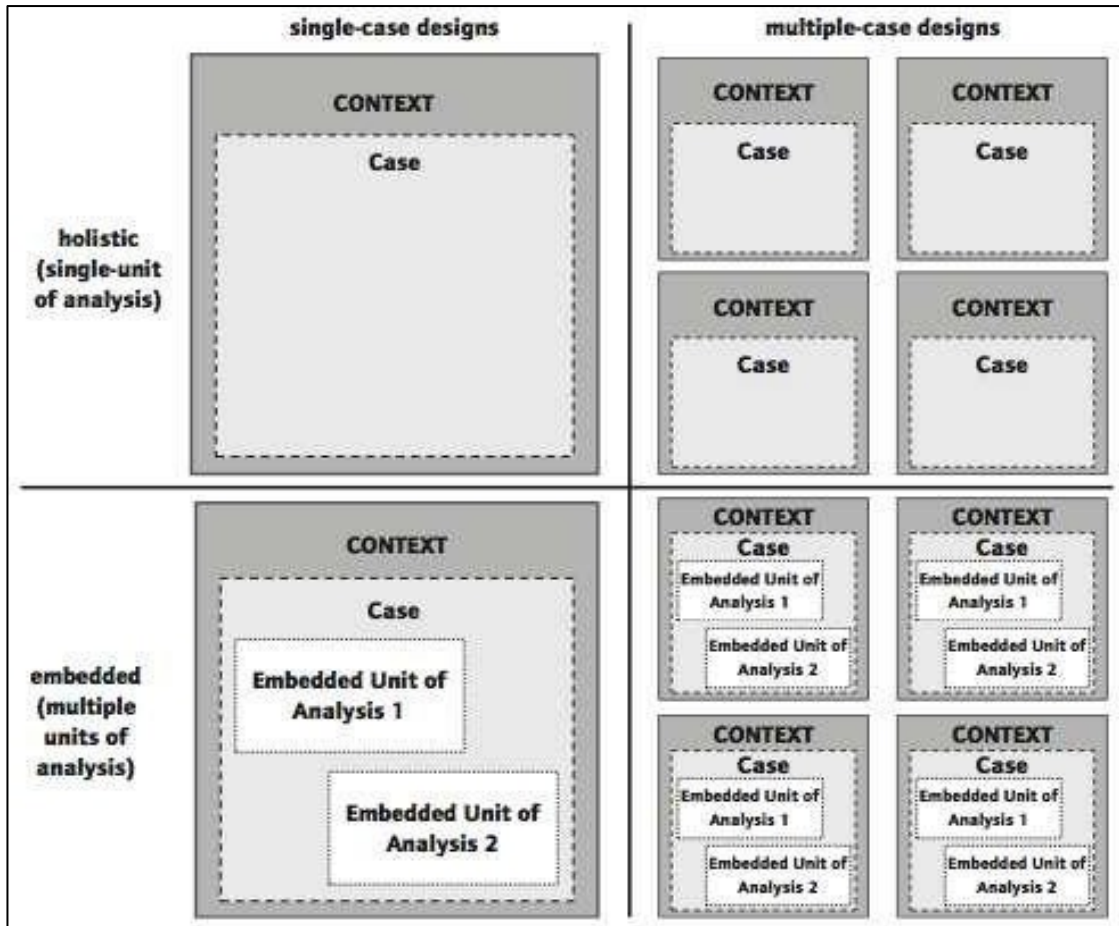 single-case designs
multiple-case designs
holistic
(single-unit
of analysis)
CONTEXT
Case
CONTEXT
Case
CONTEXT
Case
CONTEXT
Case
CONTEXT
Case
embedded
(multiple
units of
analysis)
CONTEXT
Case
Embedded Unit of
Analysis 1
Embedded Unit of
Analysis 2
CONTEXT
Case
Embedded Unit of
Analysis 1
Embedded Unit of
Analysis 2
CONTEXT
Case
Embedded Unit of
Analysis 1
Embedded Unit of
Analysis 2
CONTEXT
Case
Embedded Unit of
Analysis 1
Embedded Unit of
Analysis 2
CONTEXT
Case
Embedded Unit of
Analysis 1
Embedded Unit of
Analysis 2